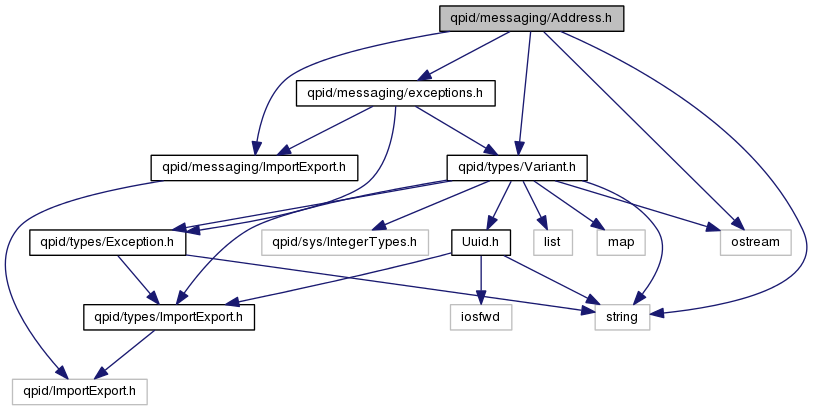 qpid/messaging/Address.h
qpid/messaging/exceptions.h
qpid/messaging/ImportExport.h
qpid/types/Variant.h
qpid/types/Exception.h
qpid/sys/IntegerTypes.h
Uuid.h
list
map
ostream
qpid/types/ImportExport.h
iosfwd
string
qpid/ImportExport.h